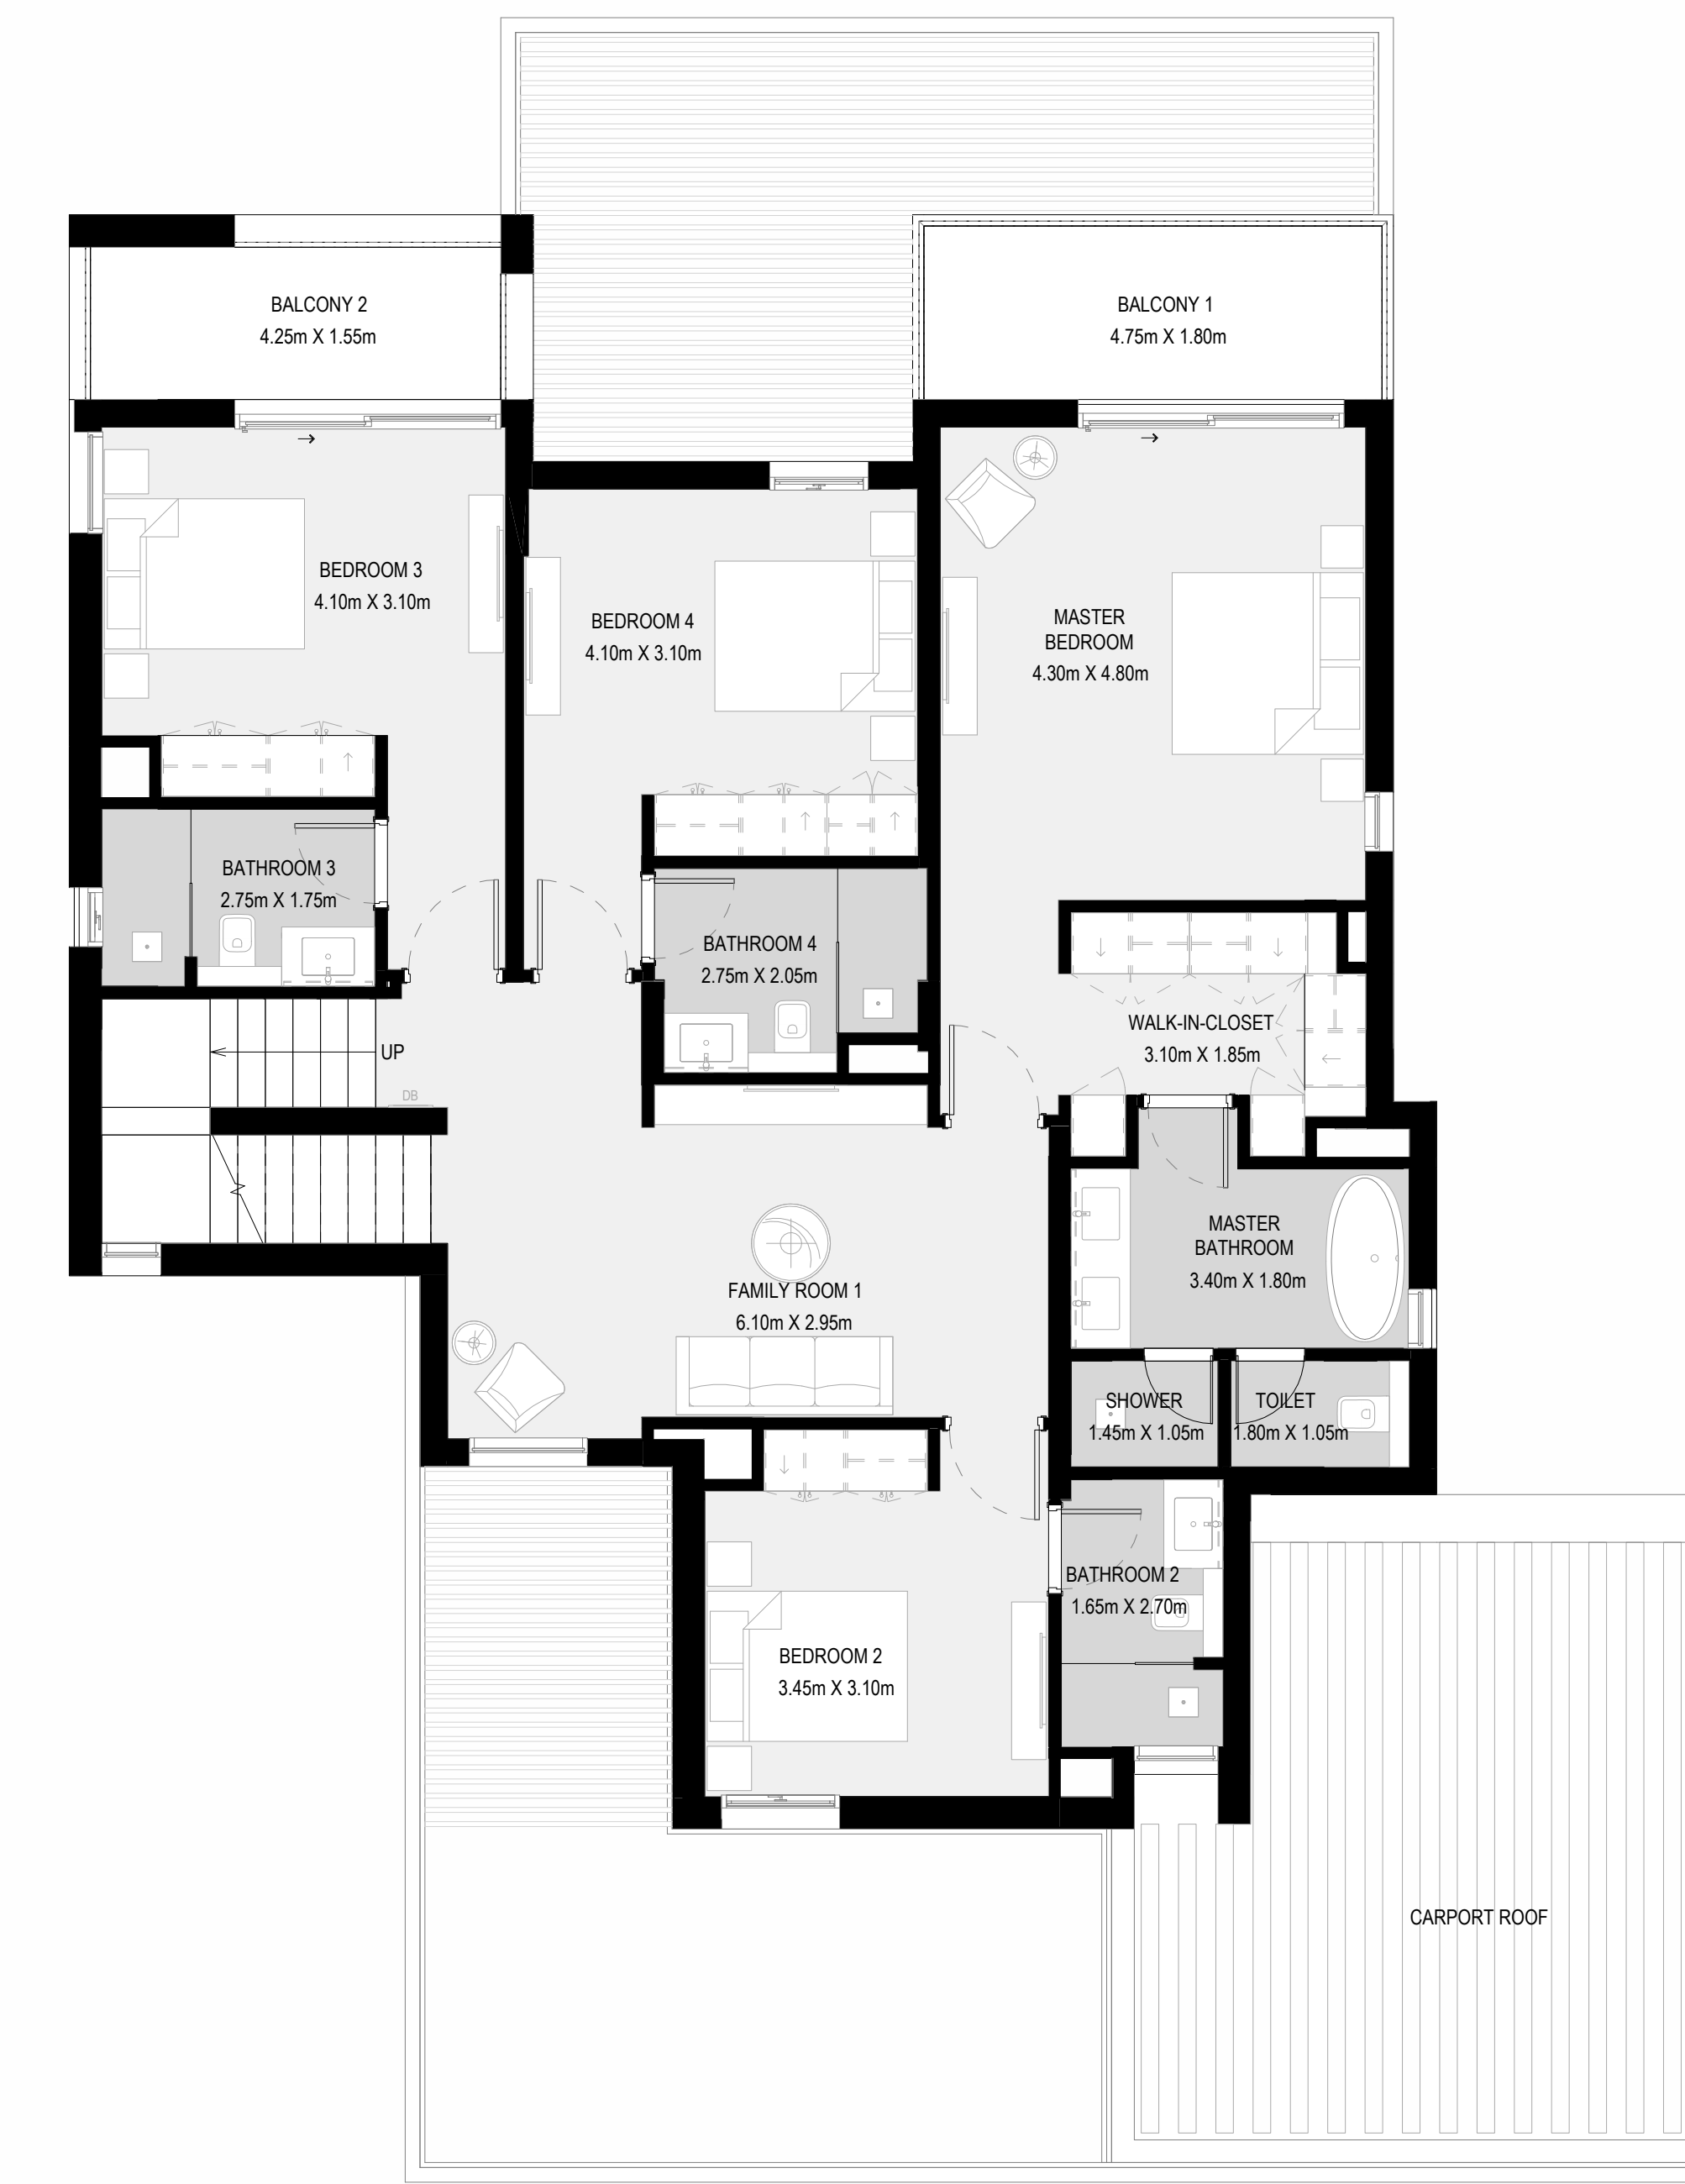 BALCONY 2
4.25m X 1.55m
BALCONY 1
4.75m X 1.80m
BEDROOM 3
4.10m X 3.10m
BEDROOM 4
4.10m X 3.10m
MASTER
BEDROOM
4.30m X 4.80m
BATHROOM 3
2.75m X 1.75m
BATHROOM 4
2.75m X 2.05m
WALK-IN-CLOSET
3.10m X 1.85m
UP
DB
MASTER
BATHROOM
3.40m X 1.80m
FAMILY ROOM 1
6.10m X 2.95m
SHOWER
1.45m X 1.05m
TOILET
1.80m X 1.05m
BATHROOM 2
1.65m X 2.70m
BEDROOM 2
3.45m X 3.10m
CARPORT ROOF